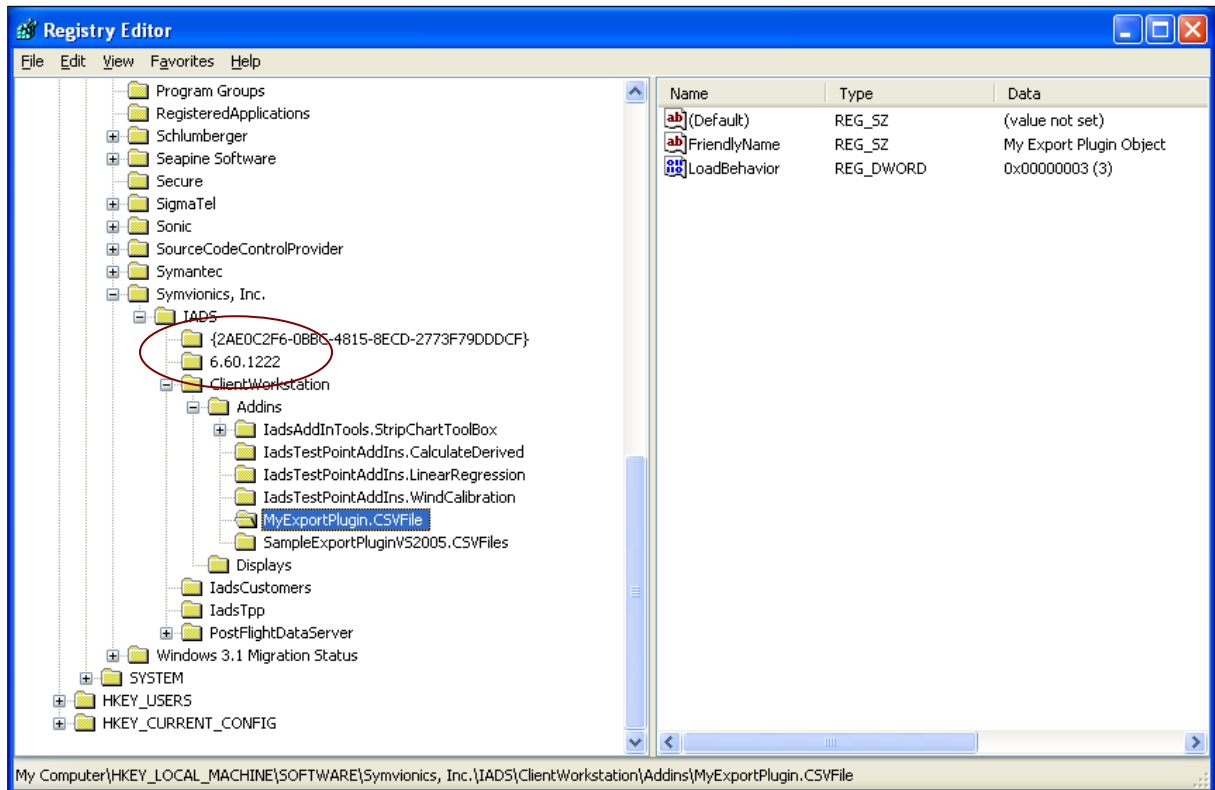 Registry Editor
File Edit View Favorites Help
Program Groups
RegisteredApplications
Schlumberger
Seapine Software
Secure
SigmaTel
Sonic
SourceCodeControlProvider
Symantec
Symvionics, Inc.
IADS
{2AE0C2F6-0BBC-4815-8ECD-2773F79DDDCF}
6.60.1222
ClientWorkstation
Addins
IadsAddInTools.StripChartToolBox
IadsTestPointAddIns.CalculateDerived
IadsTestPointAddIns.LinearRegression
IadsTestPointAddIns.WindCalibration
MyExportPlugin.CSVFile
SampleExportPluginVS2005.CSVFiles
Displays
IadsCustomers
IadsTpp
PostFlightDataServer
Windows 3.1 Migration Status
SYSTEM
HKEY_USERS
HKEY_CURRENT_CONFIG
Name Type Data
(Default) REG_SZ (value not set)
FriendlyName REG_SZ My Export Plugin Object
LoadBehavior REG_DWORD 0x00000003 (3)
My Computer\HKEY_LOCAL_MACHINE\SOFTWARE\Symvionics, Inc.\IADS\ClientWorkstation\Addins\MyExportPlugin.CSVFile